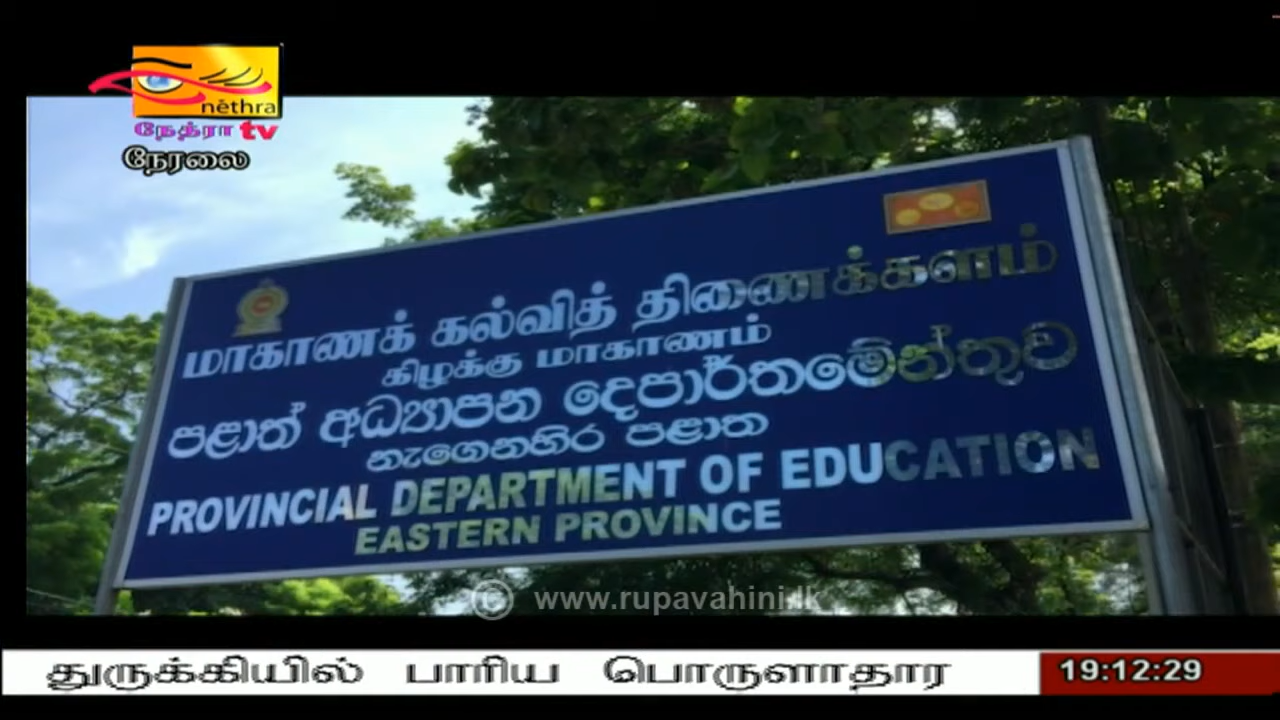 nethra
நேத்ரா tv
நேரலை
மாகாணக் கல்வித் திணைக்களம்
கிழக்கு மாகாணம்
පළාත් අධ්‍යාපන දෙපාර්තමේන්තුව
නැගෙනහිර පළාත
PROVINCIAL DEPARTMENT OF EDUCATION
EASTERN PROVINCE
© www.rupavahini.lk
துருக்கியில் பாரிய பொருளாதார
19:12:29